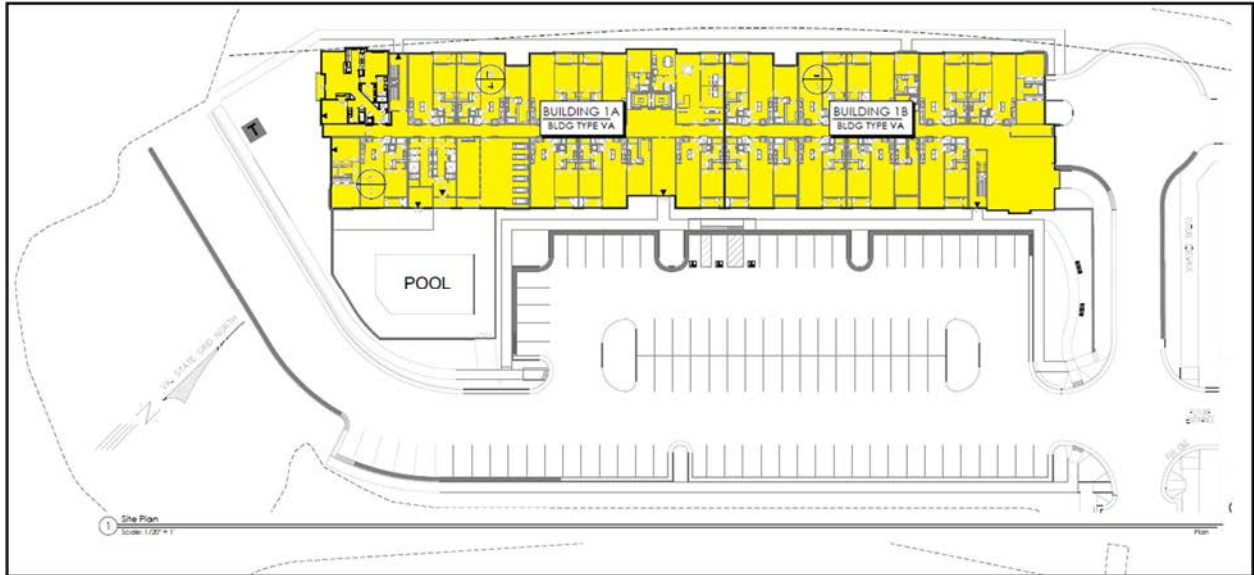 BUILDING 1A
BLDG TYPE VA
BUILDING 1B
BLDG TYPE VA
T
POOL
VA STATE GRID NORTH
N
1
Site Plan
Scale: 1/20" = 1'
Plan